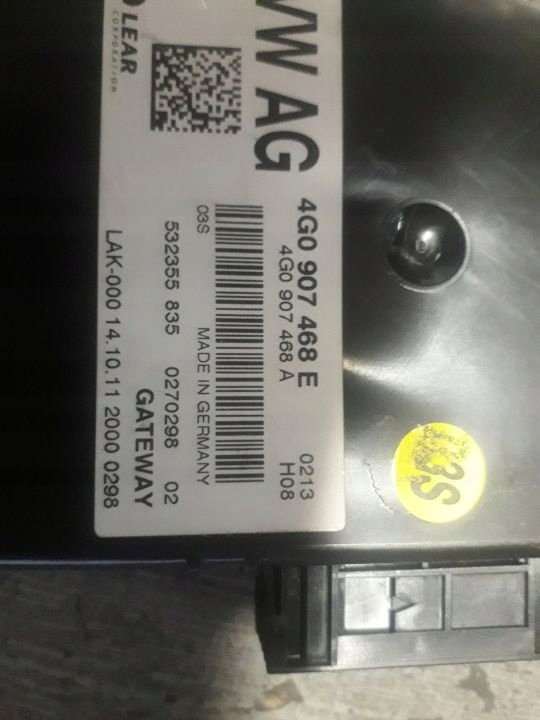 LEAR
CORPORATION
VW AG
4G0 907 468 E 0213
4G0 907 468 A H08
03S MADE IN GERMANY
532355 835 0270298 02
GATEWAY
LAK-000 14.10.11 2000 0298
3S